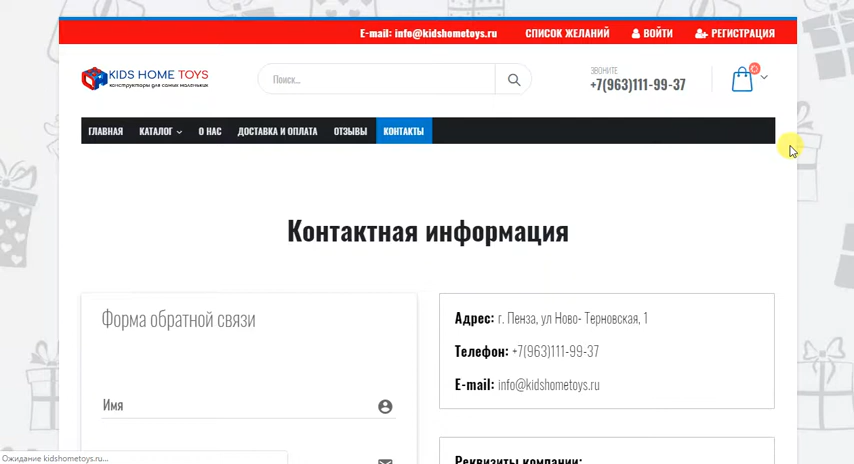 E-mail: info@kidshometoys.ru СПИСОК ЖЕЛАНИЙ ВОЙТИ РЕГИСТРАЦИЯ
KIDS HOME TOYS
конструкторы для самых маленьких
Поиск...
ЗВОНИТЕ
+7(963)111-99-37
ГЛАВНАЯ КАТАЛОГ О НАС ДОСТАВКА И ОПЛАТА ОТЗЫВЫ КОНТАКТЫ
Контактная информация
Форма обратной связи
Имя
Адрес: г. Пенза, ул Ново- Терновская, 1
Телефон: +7(963)111-99-37
E-mail: info@kidshometoys.ru
Реквизиты компании:
Ожидание kidshometoys.ru...